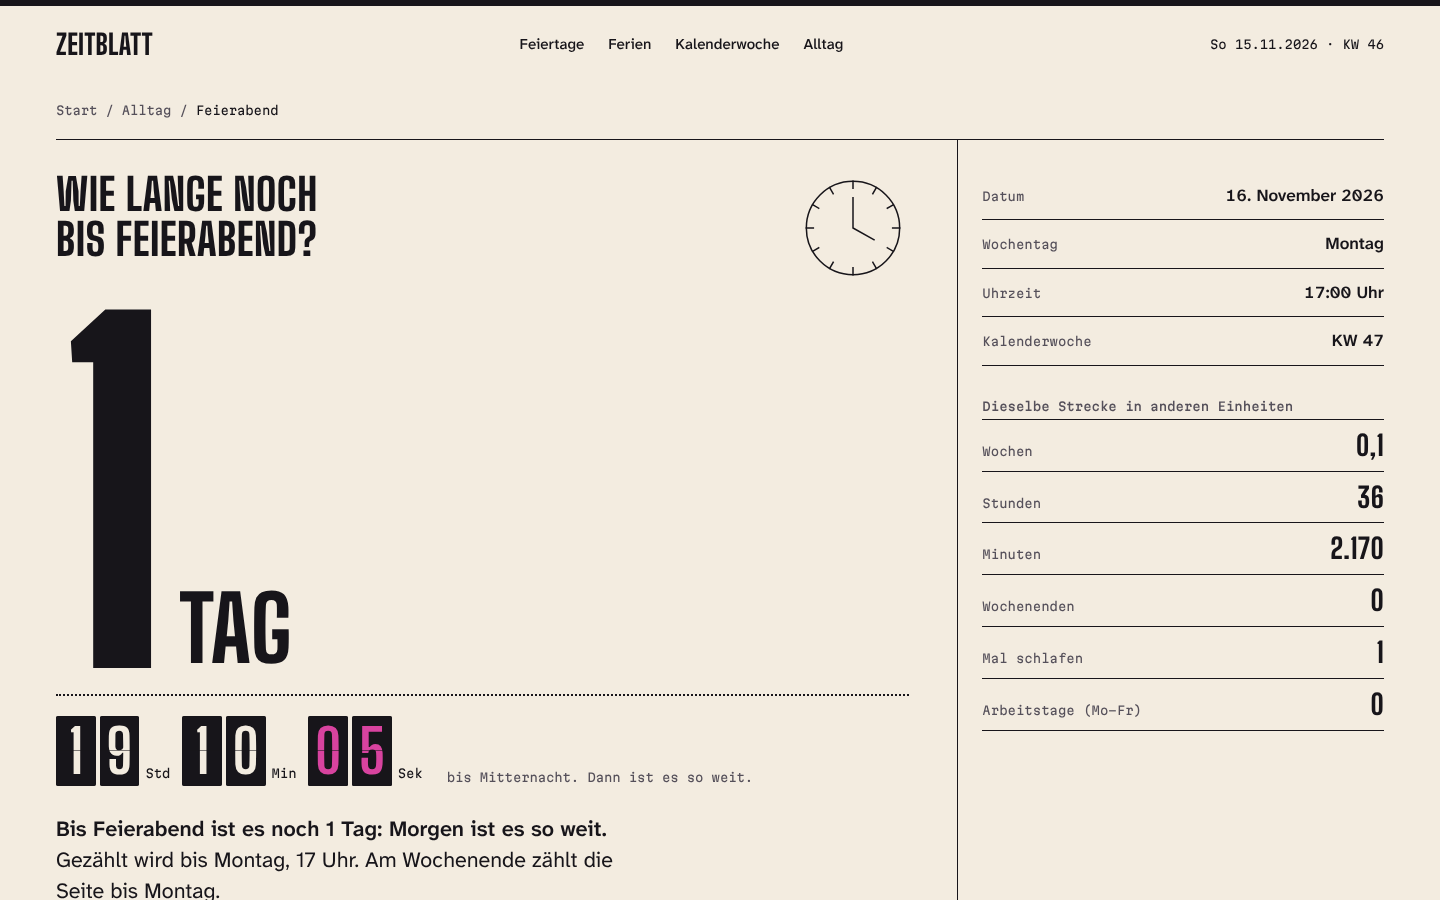 ZEITBLATT
Feiertage Ferien Kalenderwoche Alltag
So 15.11.2026 · KW 46
Start / Alltag / Feierabend
WIE LANGE NOCH
BIS FEIERABEND?
1 TAG
19 Std 10 Min 05 Sek bis Mitternacht. Dann ist es so weit.
Bis Feierabend ist es noch 1 Tag: Morgen ist es so weit.
Gezählt wird bis Montag, 17 Uhr. Am Wochenende zählt die
Seite bis Montag.
Datum 16. November 2026
Wochentag Montag
Uhrzeit 17:00 Uhr
Kalenderwoche KW 47
Dieselbe Strecke in anderen Einheiten
Wochen 0,1
Stunden 36
Minuten 2.170
Wochenenden 0
Mal schlafen 1
Arbeitstage (Mo–Fr) 0